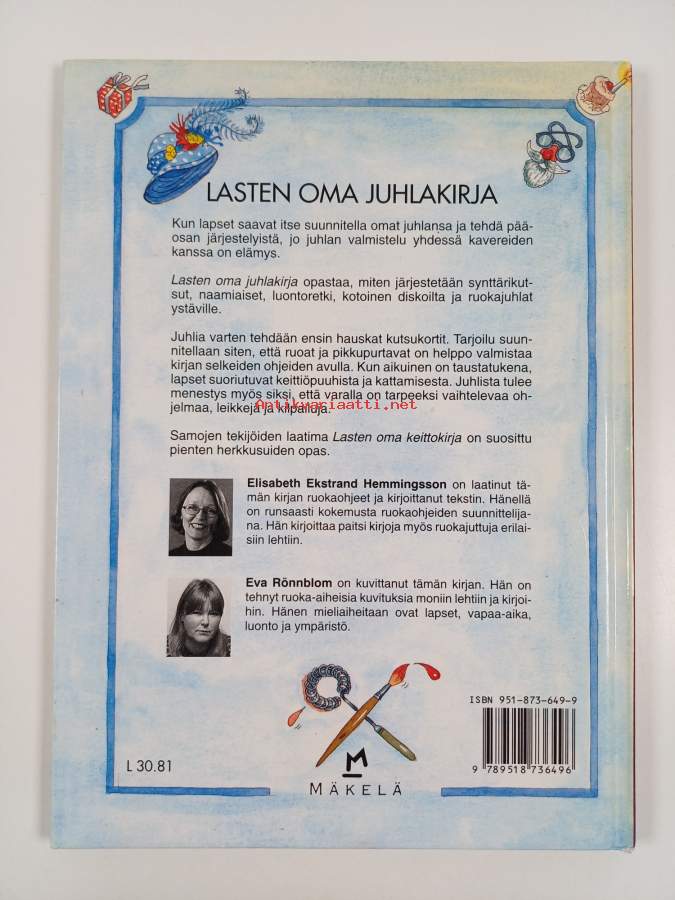 LASTEN OMA JUHLAKIRJA
Kun lapset saavat itse suunnitella omat juhlansa ja tehdä pää-
osan järjestelyistä, jo juhlan valmistelu yhdessä kavereiden
kanssa on elämys.
Lasten oma juhlakirja opastaa, miten järjestetään synttärikut-
sut, naamiaiset, luontoretki, kotoinen diskoilta ja ruokajuhlat
ystäville.
Juhlia varten tehdään ensin hauskat kutsukortit. Tarjoilu suun-
nitellaan siten, että ruoat ja pikkupurtavat on helppo valmistaa
kirjan selkeiden ohjeiden avulla. Kun aikuinen on taustatukena,
lapset suoriutuvat keittiöpuuhista ja kattamisesta. Juhlista tulee
menestys myös siksi, että varalla on tarpeeksi vaihtelevaa oh-
jelmaa, leikkejä ja kilpailuja.
Antikvariaatti.net
Samojen tekijöiden laatima Lasten oma keittokirja on suosittu
pienten herkkusuiden opas.
Elisabeth Ekstrand Hemmingsson on laatinut tä-
män kirjan ruokaohjeet ja kirjoittanut tekstin. Hänellä
on runsaasti kokemusta ruokaohjeiden suunnittelija-
na. Hän kirjoittaa paitsi kirjoja myös ruokajuttuja erilai-
siin lehtiin.
Eva Rönnblom on kuvittanut tämän kirjan. Hän on
tehnyt ruoka-aiheisia kuvituksia moniin lehtiin ja kirjoi-
hin. Hänen mieliaiheitaan ovat lapset, vapaa-aika,
luonto ja ympäristö.
ISBN 951-873-649-9
9 789518 736496
L 30.81
M
MÄKELÄ